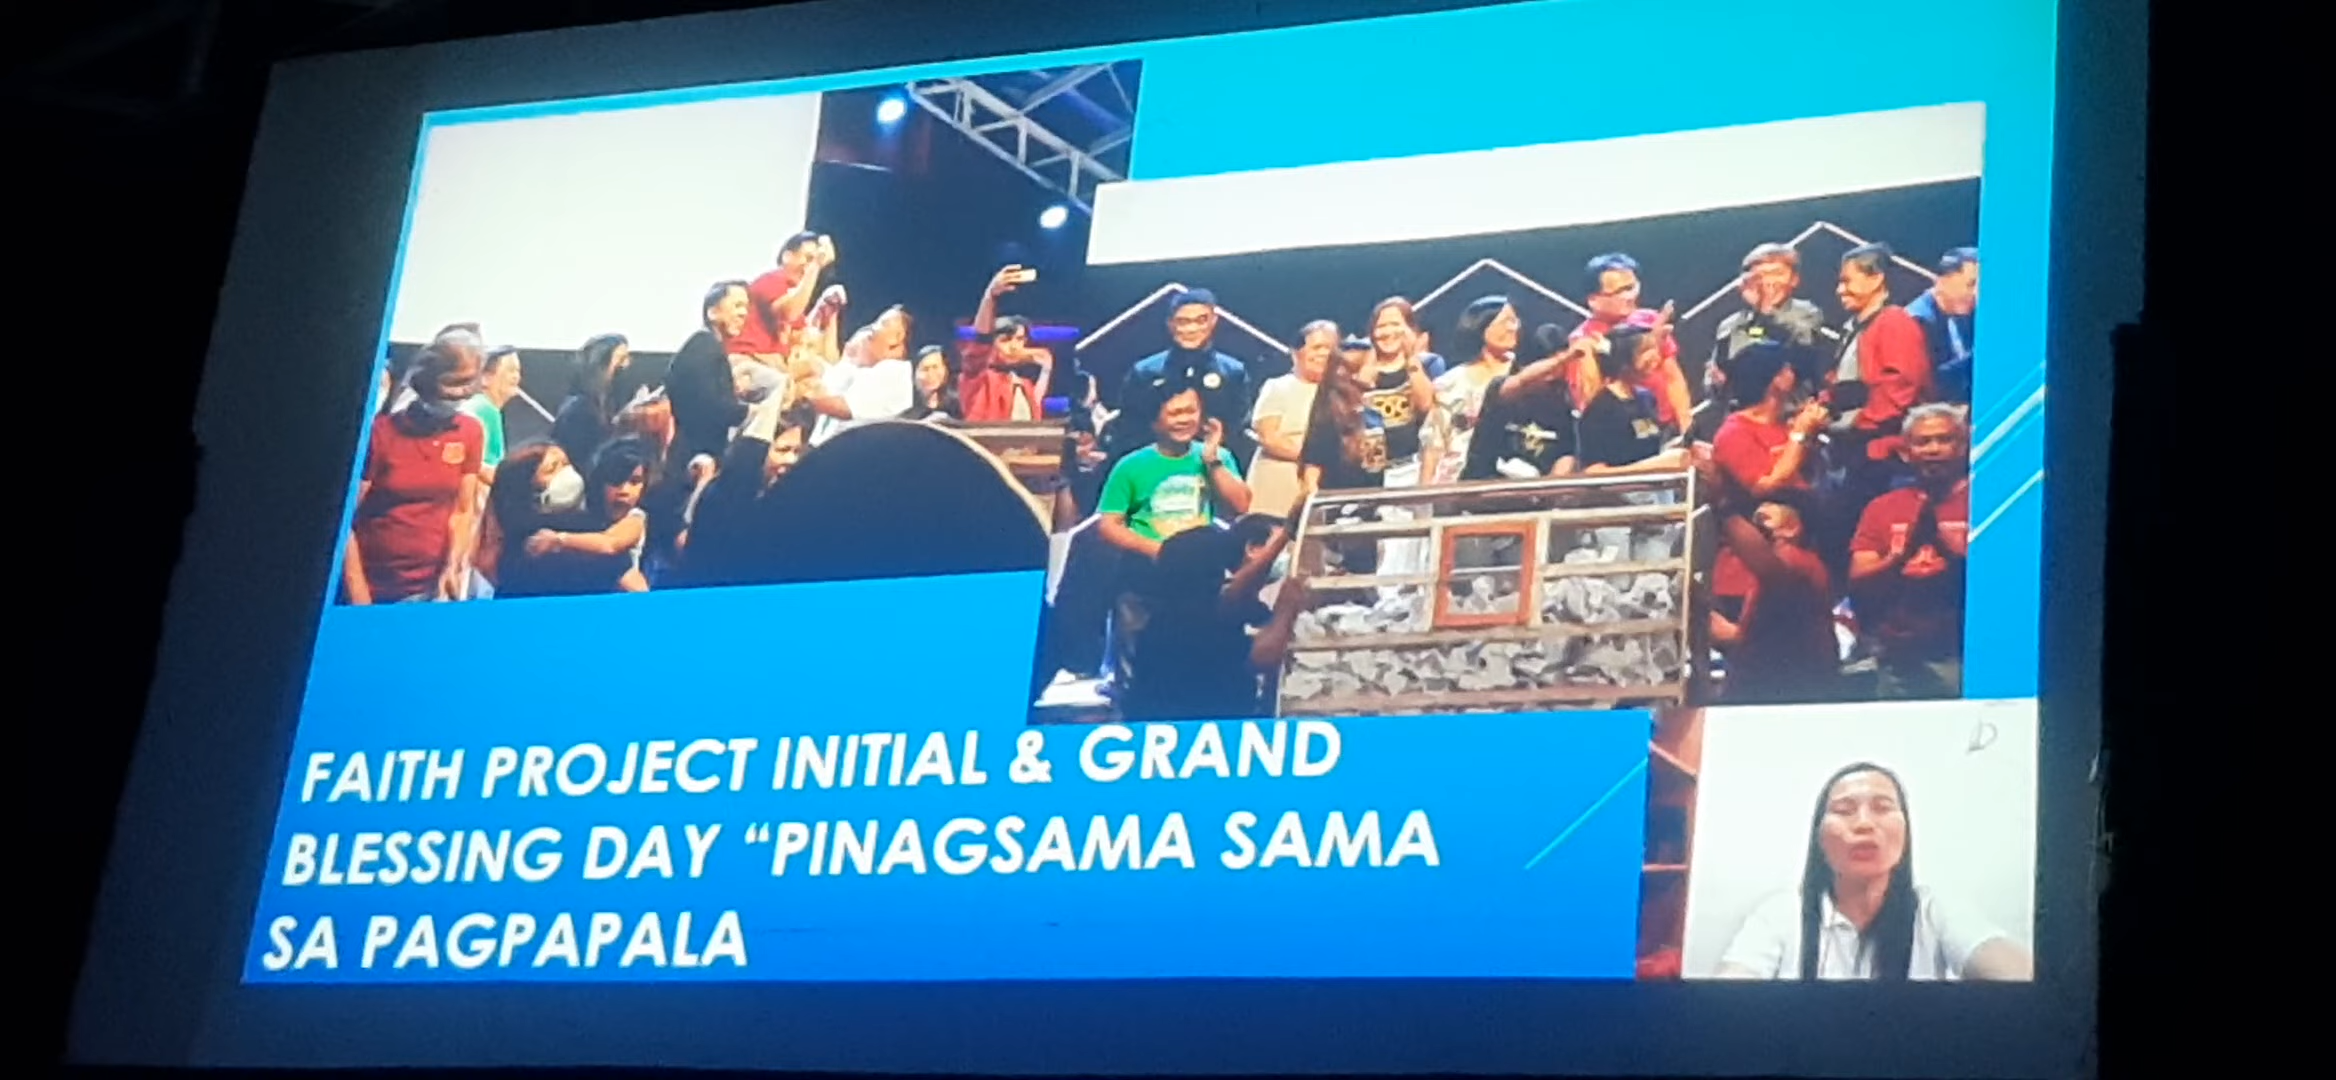 FAITH PROJECT INITIAL & GRAND
BLESSING DAY “PINAGSAMA SAMA
SA PAGPAPALA